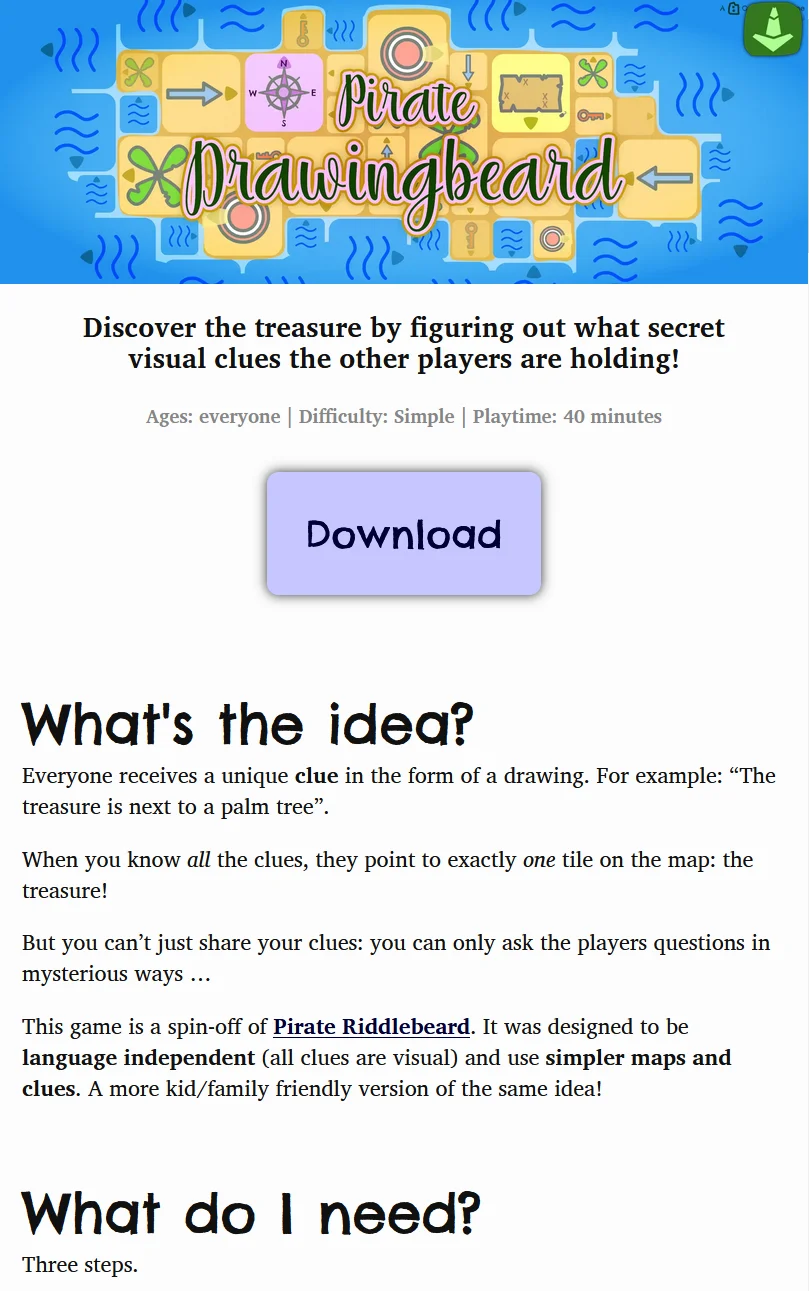 N
W E
S
Pirate
Drawingbeard
Discover the treasure by figuring out what secret
visual clues the other players are holding!
Ages: everyone | Difficulty: Simple | Playtime: 40 minutes
Download
What's the idea?
Everyone receives a unique clue in the form of a drawing. For example: “The
treasure is next to a palm tree”.
When you know all the clues, they point to exactly one tile on the map: the
treasure!
But you can’t just share your clues: you can only ask the players questions in
mysterious ways …
This game is a spin-off of Pirate Riddlebeard. It was designed to be
language independent (all clues are visual) and use simpler maps and
clues. A more kid/family friendly version of the same idea!
What do I need?
Three steps.